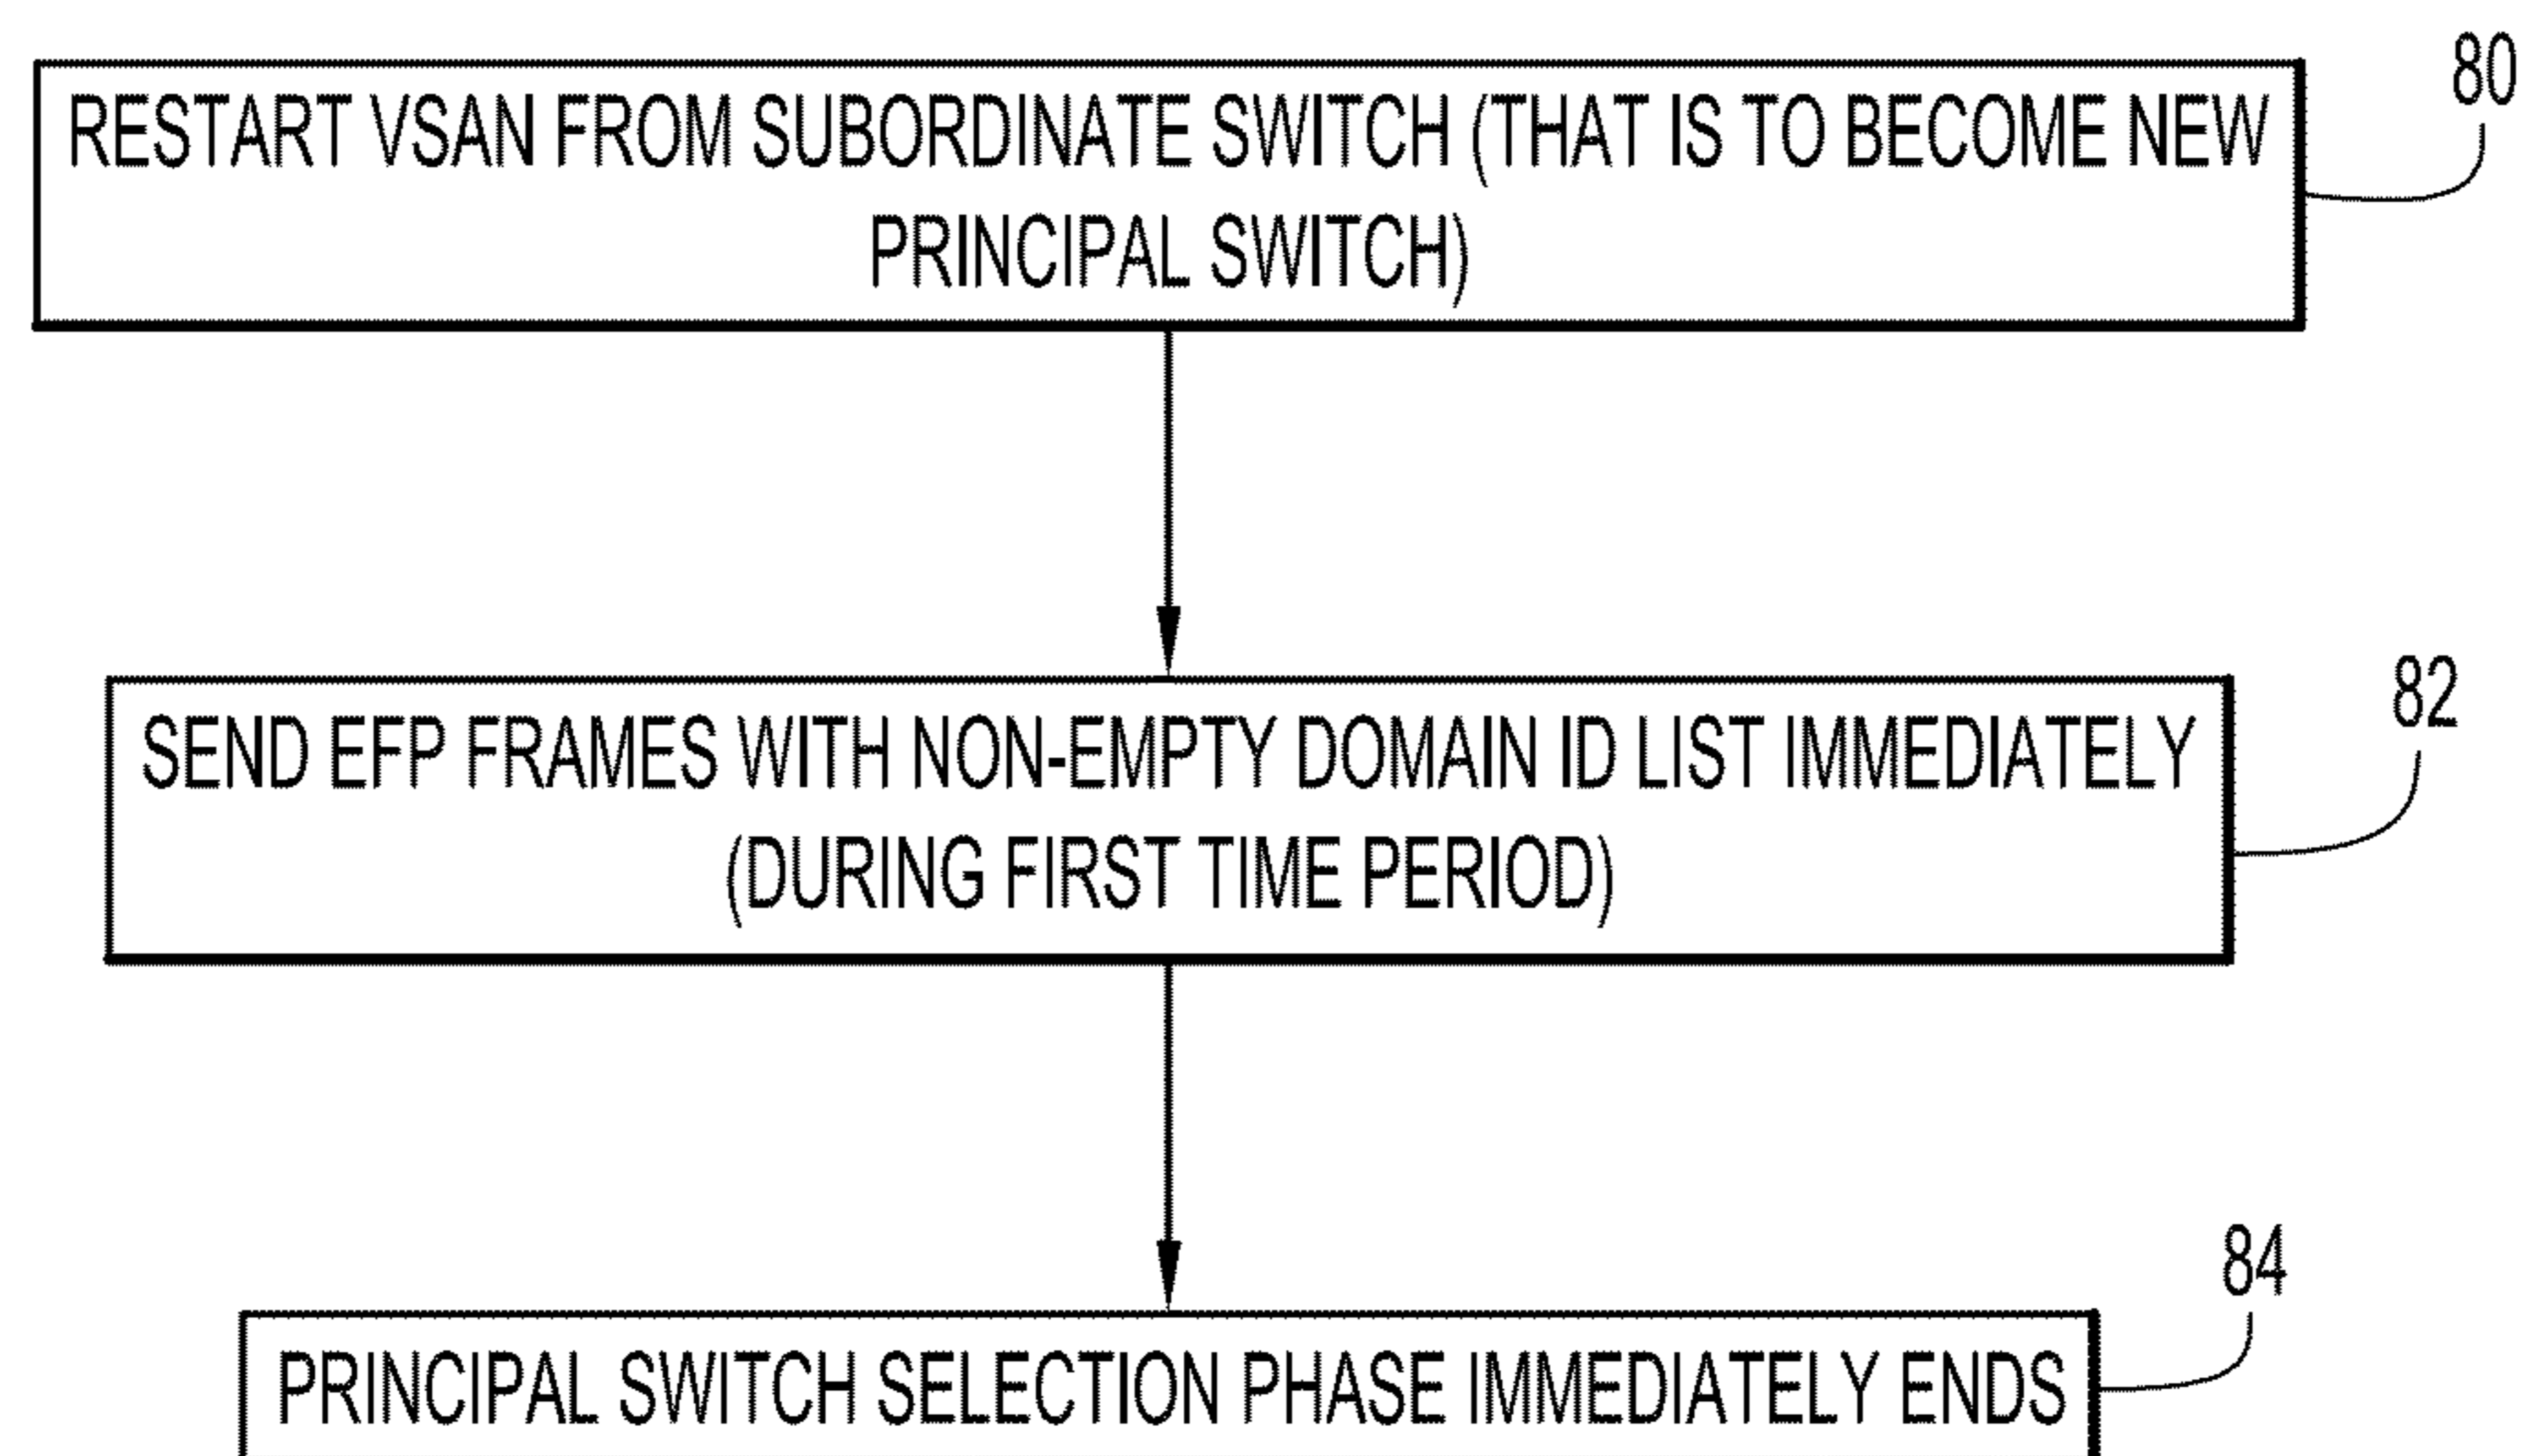 80
RESTART VSAN FROM SUBORDINATE SWITCH (THAT IS TO BECOME NEW
PRINCIPAL SWITCH)
82
SEND EFP FRAMES WITH NON-EMPTY DOMAIN ID LIST IMMEDIATELY
(DURING FIRST TIME PERIOD)
84
PRINCIPAL SWITCH SELECTION PHASE IMMEDIATELY ENDS